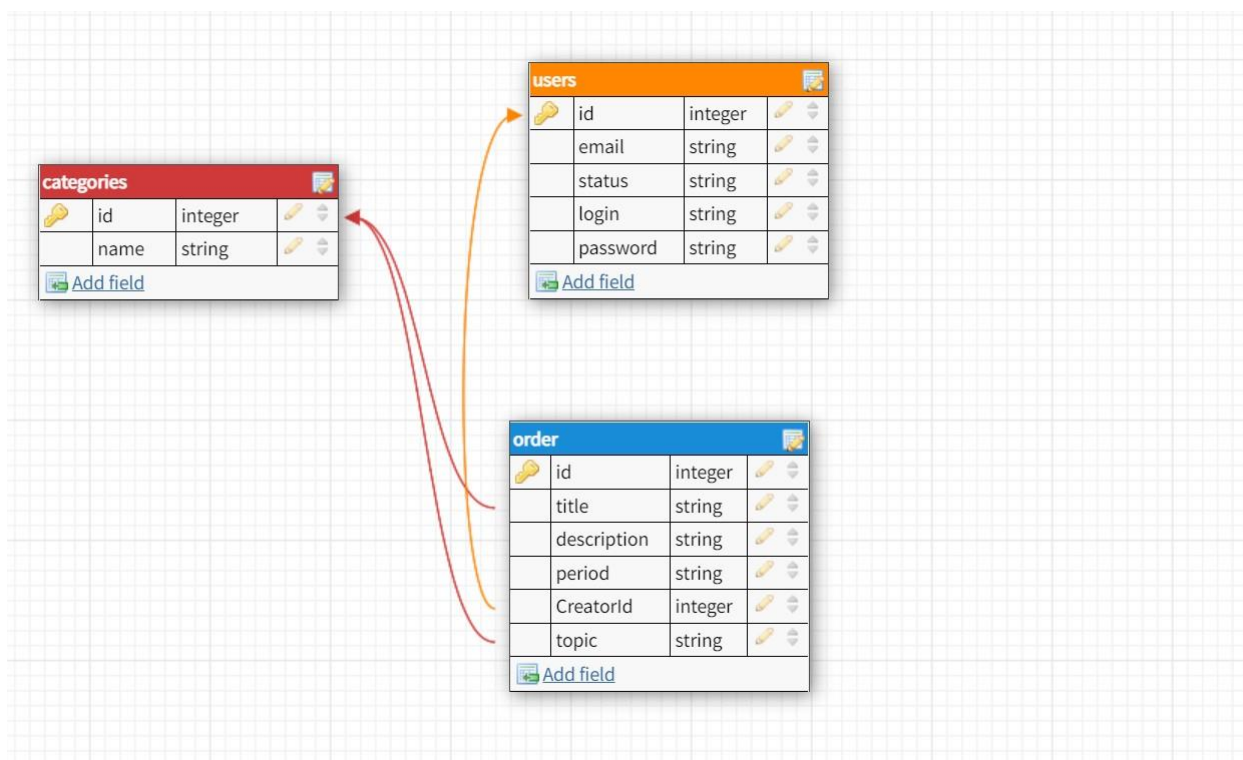 users
id integer
email string
status string
login string
password string
Add field
categories
id integer
name string
Add field
order
id integer
title string
description string
period string
CreatorId integer
topic string
Add field